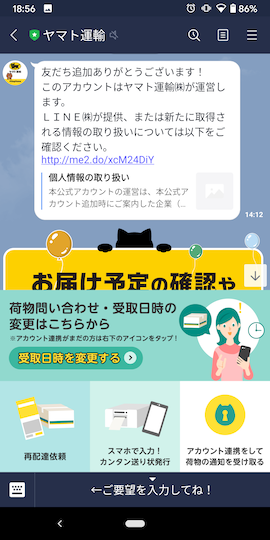 18:56
86%
ヤマト運輸
友だち追加ありがとうございます！
このアカウントはヤマト運輸㈱が運営し
ます。
ＬＩＮＥ㈱が提供、または新たに取得さ
れる情報の取り扱いについては以下をご
確認ください。
http://me2.do/xcM24DiY
個人情報の取扱い
本公式アカウントの運営は、本公式ア
カウント追加時にご案内した企業（...
14:12
お届け予定の確認や
荷物問い合わせ・受取日時の
変更はこちらから
※アカウント連携がまだの方は右下のアイコンをタップ！
受取日時を変更する
再配達依頼
スマホで入力！
カンタン送り状発行
アカウント連携をして
荷物の通知を受け取る
←ご要望を入力してね！